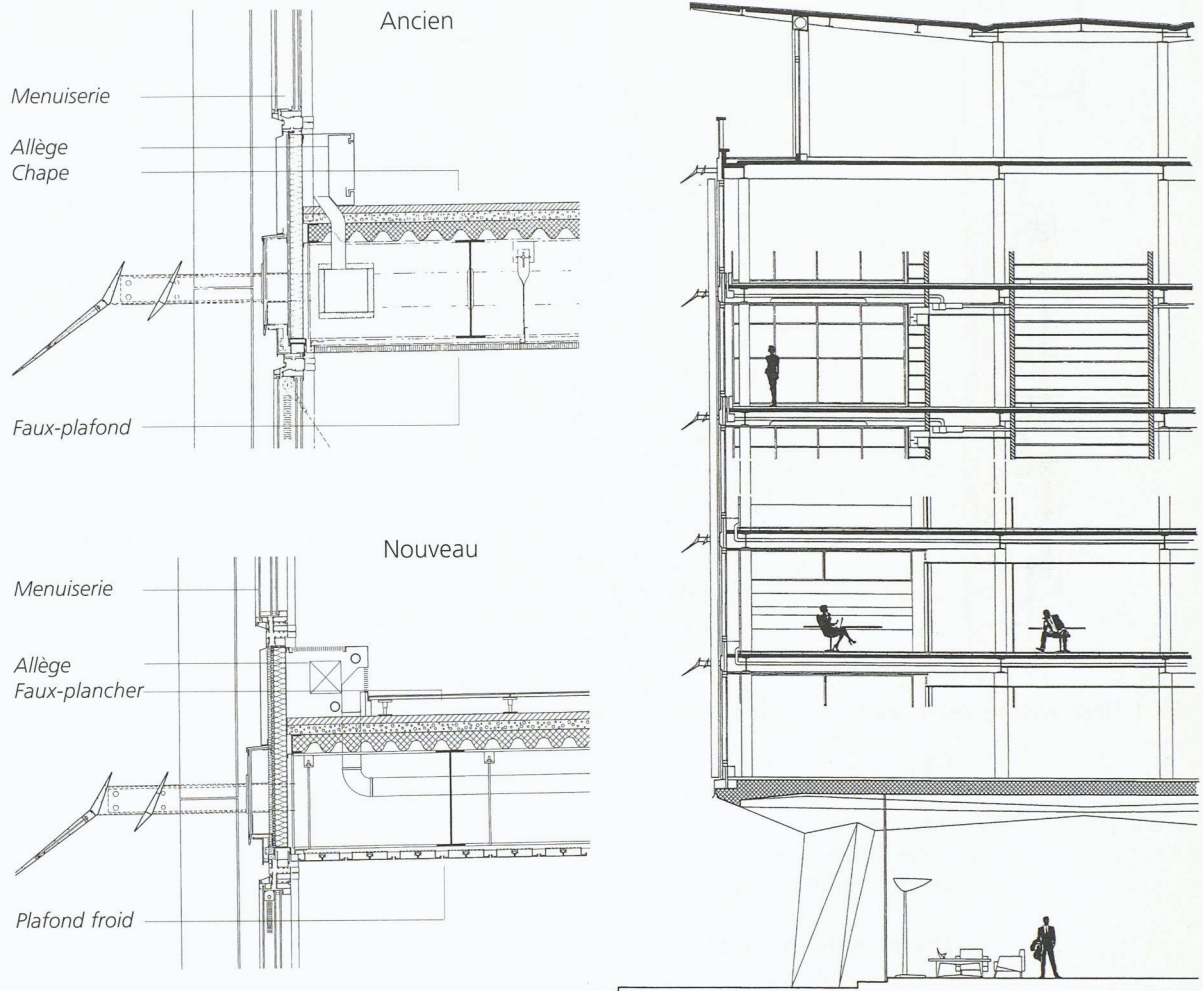 Ancien
Menuiserie
Allège
Chape
Faux-plafond
Nouveau
Menuiserie
Allège
Faux-plancher
Plafond froid